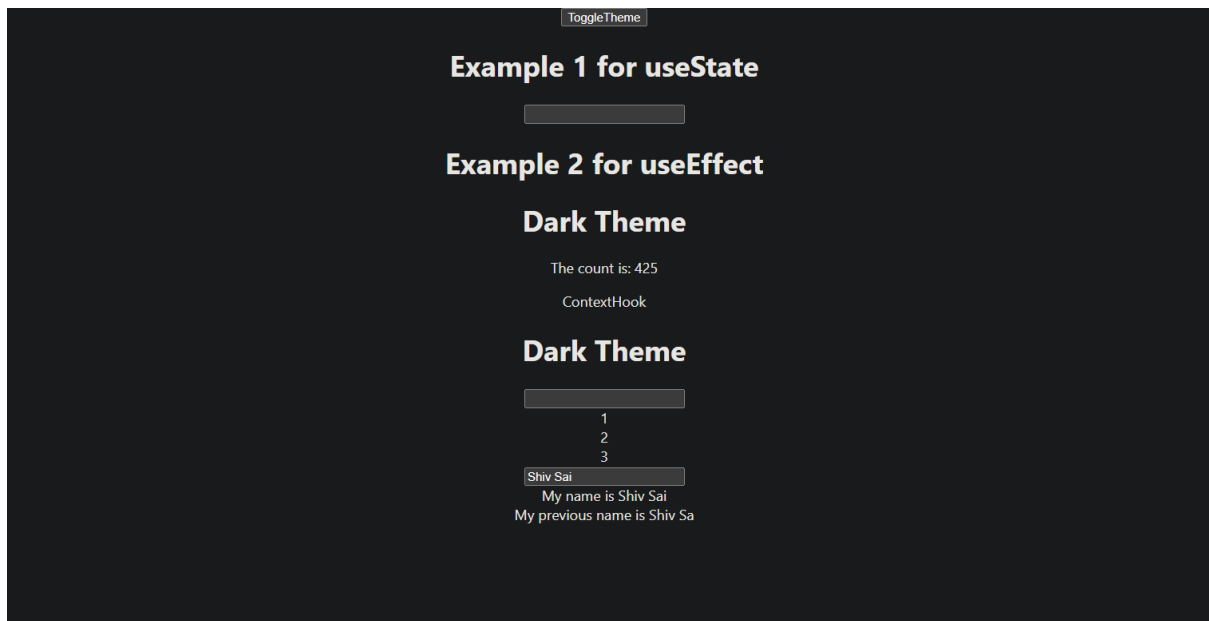 ToggleTheme
Example 1 for useState
Example 2 for useEffect
Dark Theme
The count is: 425
ContextHook
Dark Theme
1
2
3
Shiv Sai
My name is Shiv Sai
My previous name is Shiv Sa